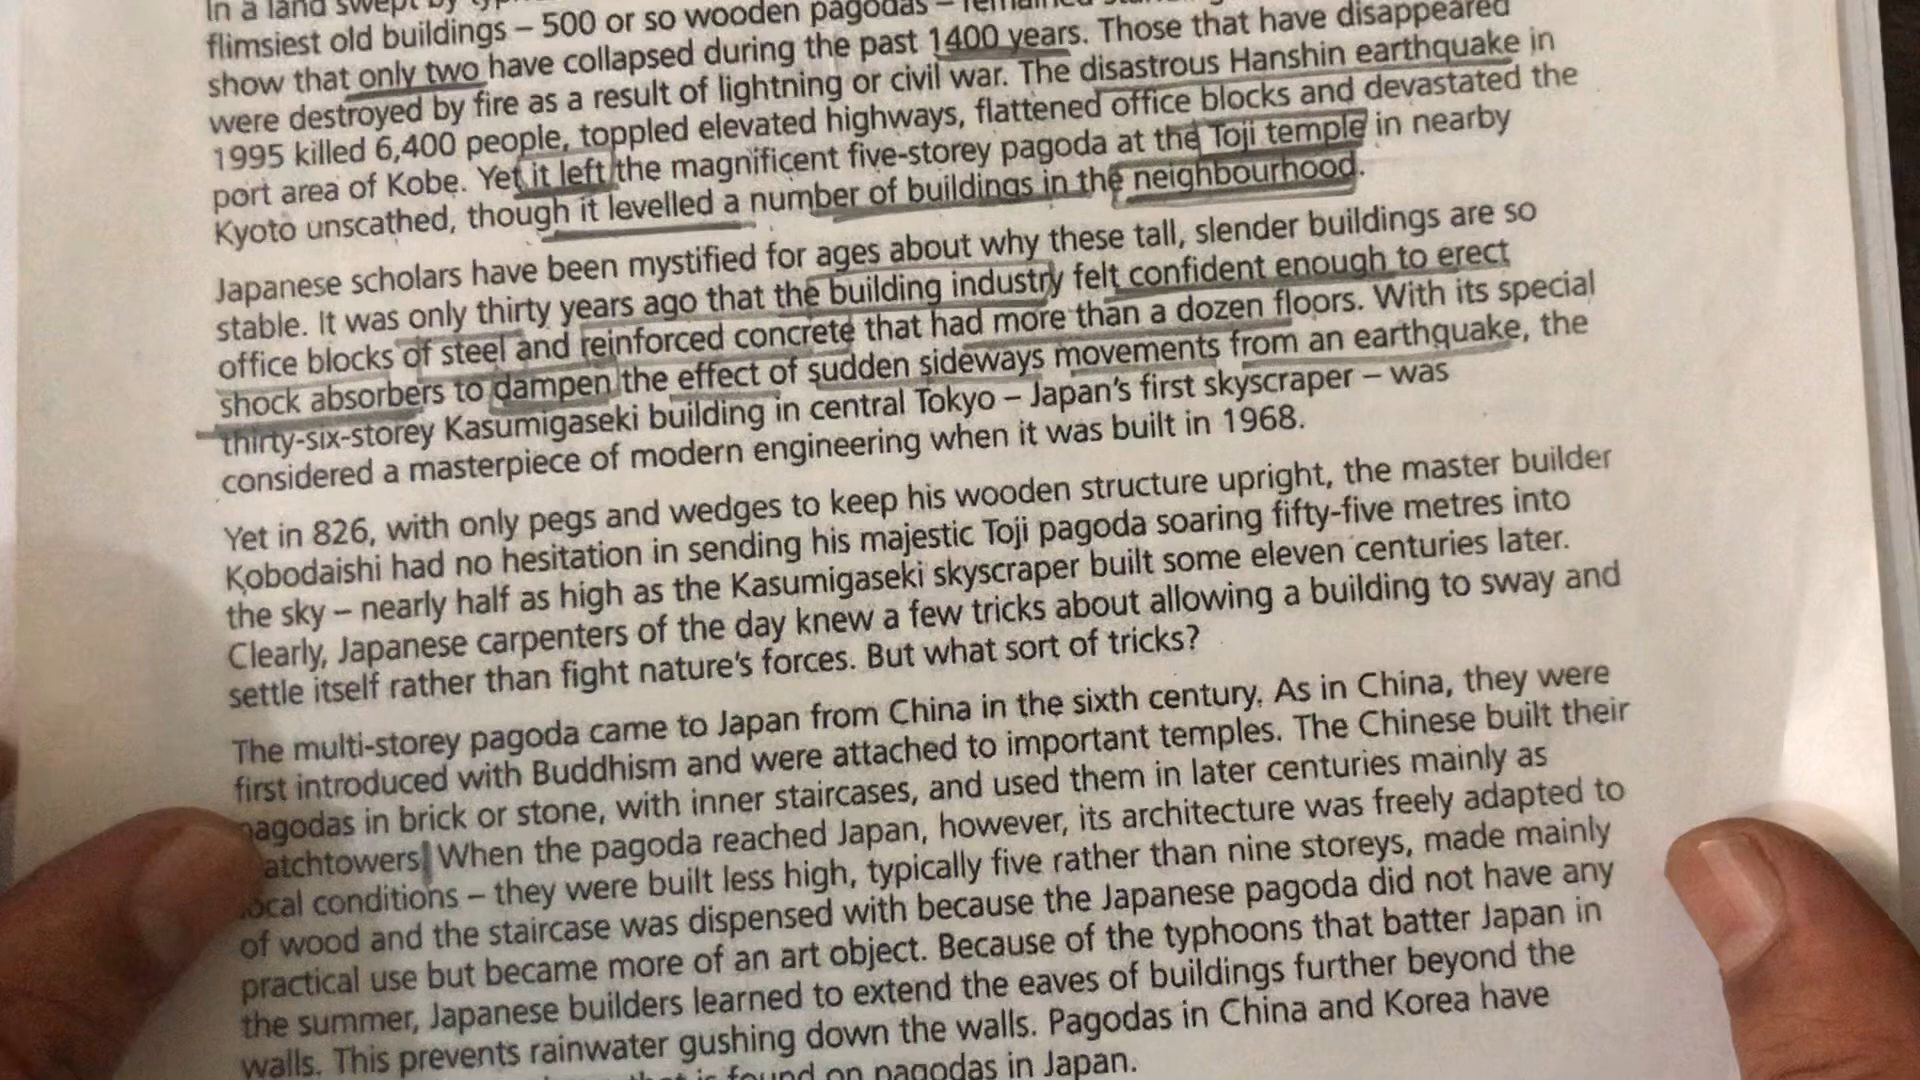 In a land swept by
flimsiest old buildings – 500 or so wooden pagodas – remained
show that only two have collapsed during the past 1400 years. Those that have disappeared
were destroyed by fire as a result of lightning or civil war. The disastrous Hanshin earthquake in
1995 killed 6,400 people, toppled elevated highways, flattened office blocks and devastated the
port area of Kobe. Yet it left the magnificent five-storey pagoda at the Toji temple in nearby
Kyoto unscathed, though it levelled a number of buildings in the neighbourhood.
Japanese scholars have been mystified for ages about why these tall, slender buildings are so
stable. It was only thirty years ago that the building industry felt confident enough to erect
office blocks of steel and reinforced concrete that had more than a dozen floors. With its special
shock absorbers to dampen the effect of sudden sideways movements from an earthquake, the
thirty-six-storey Kasumigaseki building in central Tokyo – Japan's first skyscraper – was
considered a masterpiece of modern engineering when it was built in 1968.
Yet in 826, with only pegs and wedges to keep his wooden structure upright, the master builder
Kobodaishi had no hesitation in sending his majestic Toji pagoda soaring fifty-five metres into
the sky – nearly half as high as the Kasumigaseki skyscraper built some eleven centuries later.
Clearly, Japanese carpenters of the day knew a few tricks about allowing a building to sway and
settle itself rather than fight nature's forces. But what sort of tricks?
The multi-storey pagoda came to Japan from China in the sixth century. As in China, they were
first introduced with Buddhism and were attached to important temples. The Chinese built their
pagodas in brick or stone, with inner staircases, and used them in later centuries mainly as
atchtowers. When the pagoda reached Japan, however, its architecture was freely adapted to
ocal conditions – they were built less high, typically five rather than nine storeys, made mainly
of wood and the staircase was dispensed with because the Japanese pagoda did not have any
practical use but became more of an art object. Because of the typhoons that batter Japan in
the summer, Japanese builders learned to extend the eaves of buildings further beyond the
walls. This prevents rainwater gushing down the walls. Pagodas in China and Korea have
that is found on pagodas in Japan.